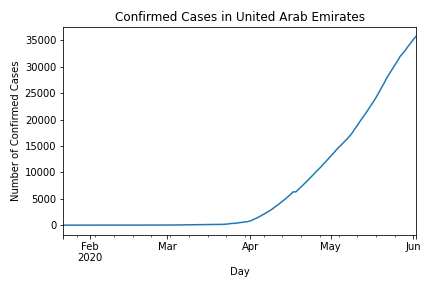 Confirmed Cases in United Arab Emirates
Number of Confirmed Cases
35000
30000
25000
20000
15000
10000
5000
0
Feb
2020
Mar
Apr
May
Jun
Day